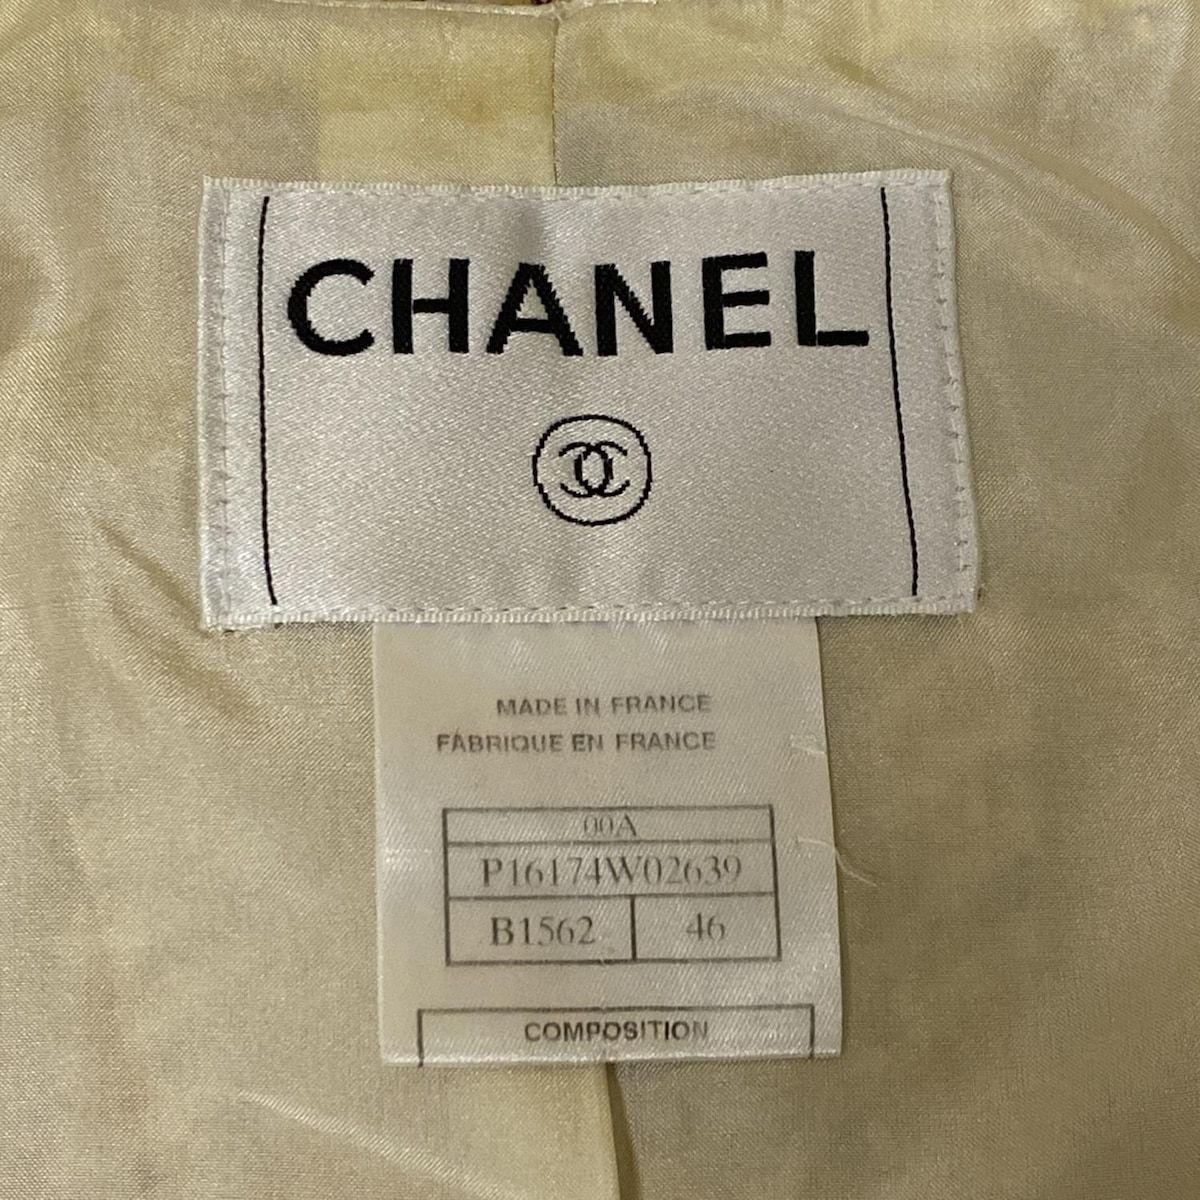 CHANEL
MADE IN FRANCE
FABRIQUE EN FRANCE
00A
P16174W02639
B1562 46
COMPOSITION